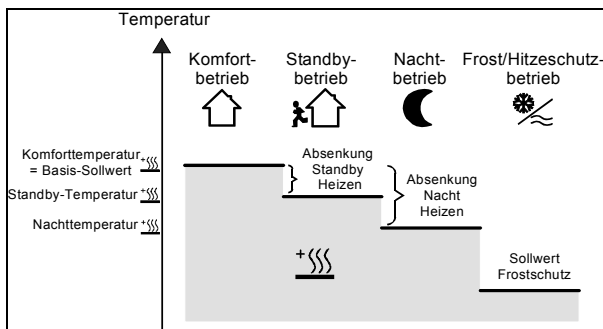 Temperatur
Komfort-
betrieb
Standby-
betrieb
Nacht-
betrieb
Frost/Hitzeschutz-
betrieb
Komforttemperatur
= Basis-Sollwert
Standby-Temperatur
Nachttemperatur
Absenkung
Standby
Heizen
Absenkung
Nacht
Heizen
Sollwert
Frostschutz